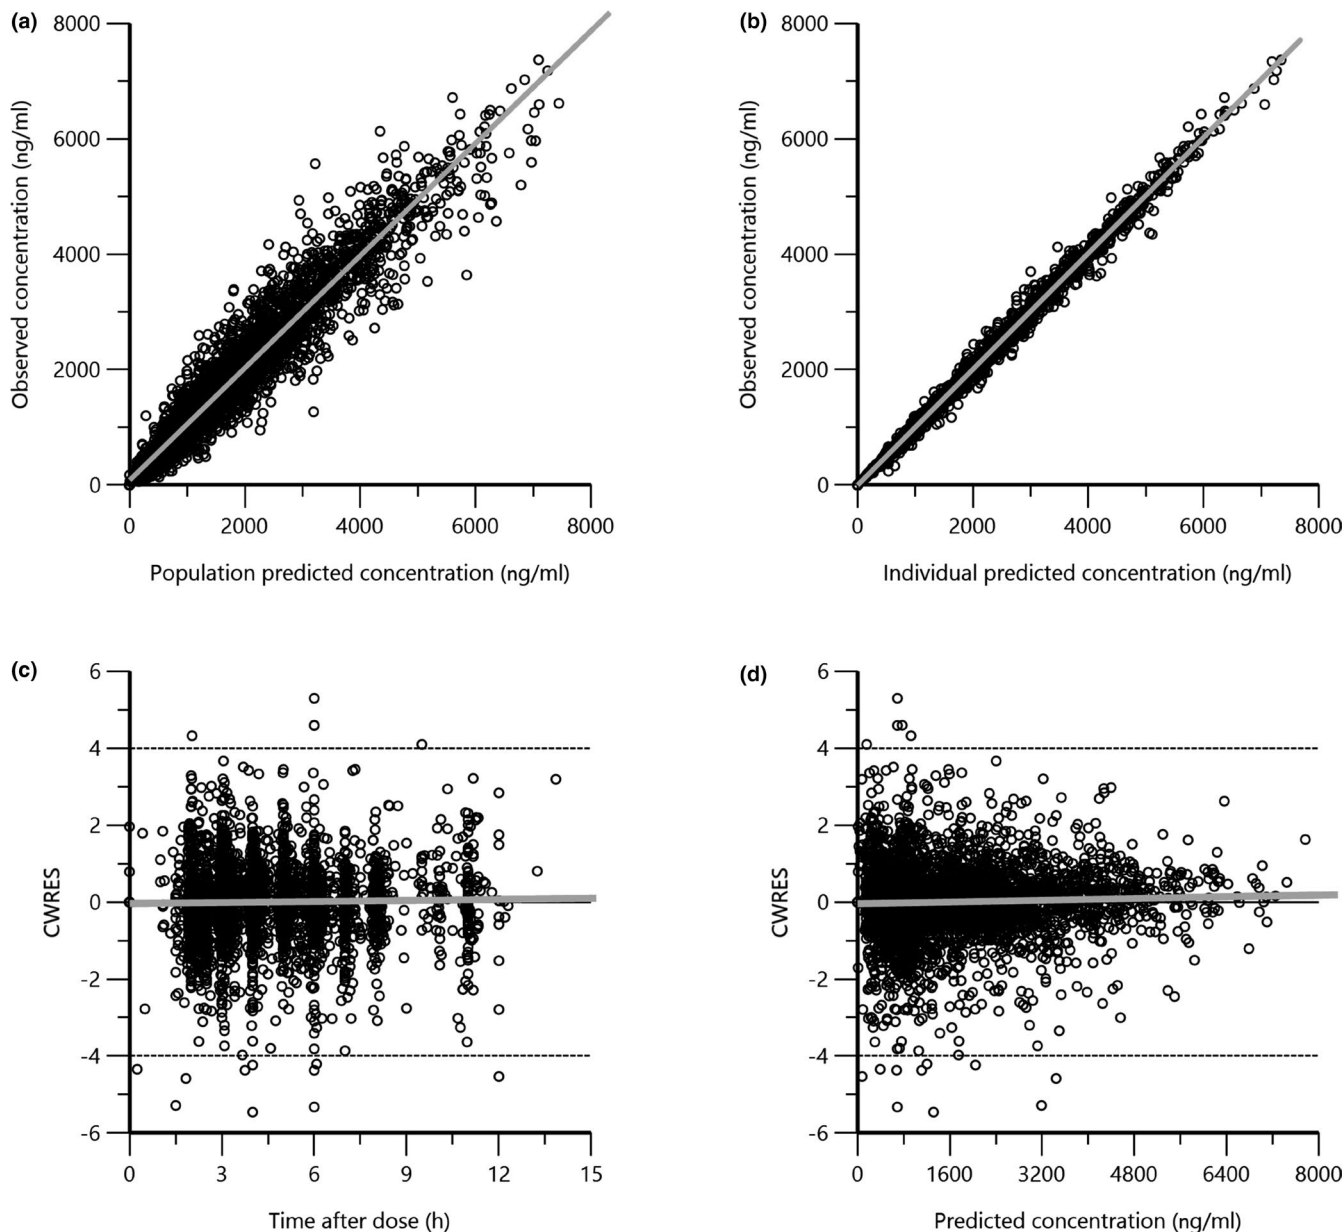 (a)
8000
6000
4000
2000
0
Observed concentration (ng/ml)
0 2000 4000 6000 8000
Population predicted concentration (ng/ml)
(b)
8000
6000
4000
2000
0
Observed concentration (ng/ml)
0 2000 4000 6000 8000
Individual predicted concentration (ng/ml)
(c)
6
4
2
0
-2
-4
-6
CWRES
0 3 6 9 12 15
Time after dose (h)
(d)
6
4
2
0
-2
-4
-6
CWRES
0 1600 3200 4800 6400 8000
Predicted concentration (ng/ml)